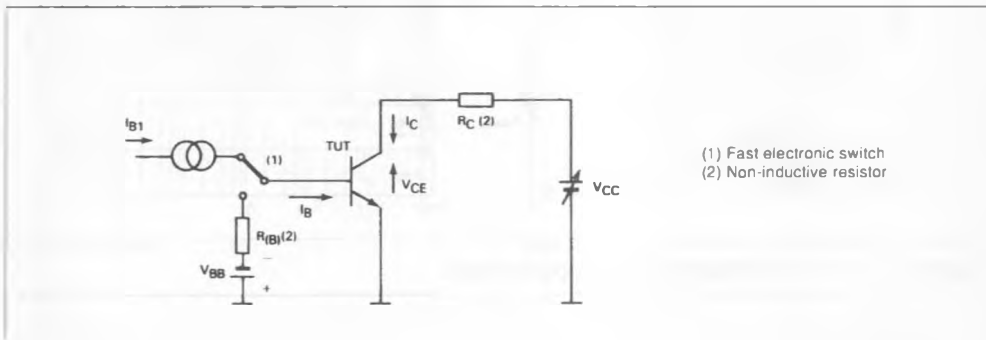 I_B1
(1)
TUT
I_C
R_C (2)
V_CE
I_B
V_CC
R_(B) (2)
V_BB
−
+
(1) Fast electronic switch
(2) Non-inductive resistor